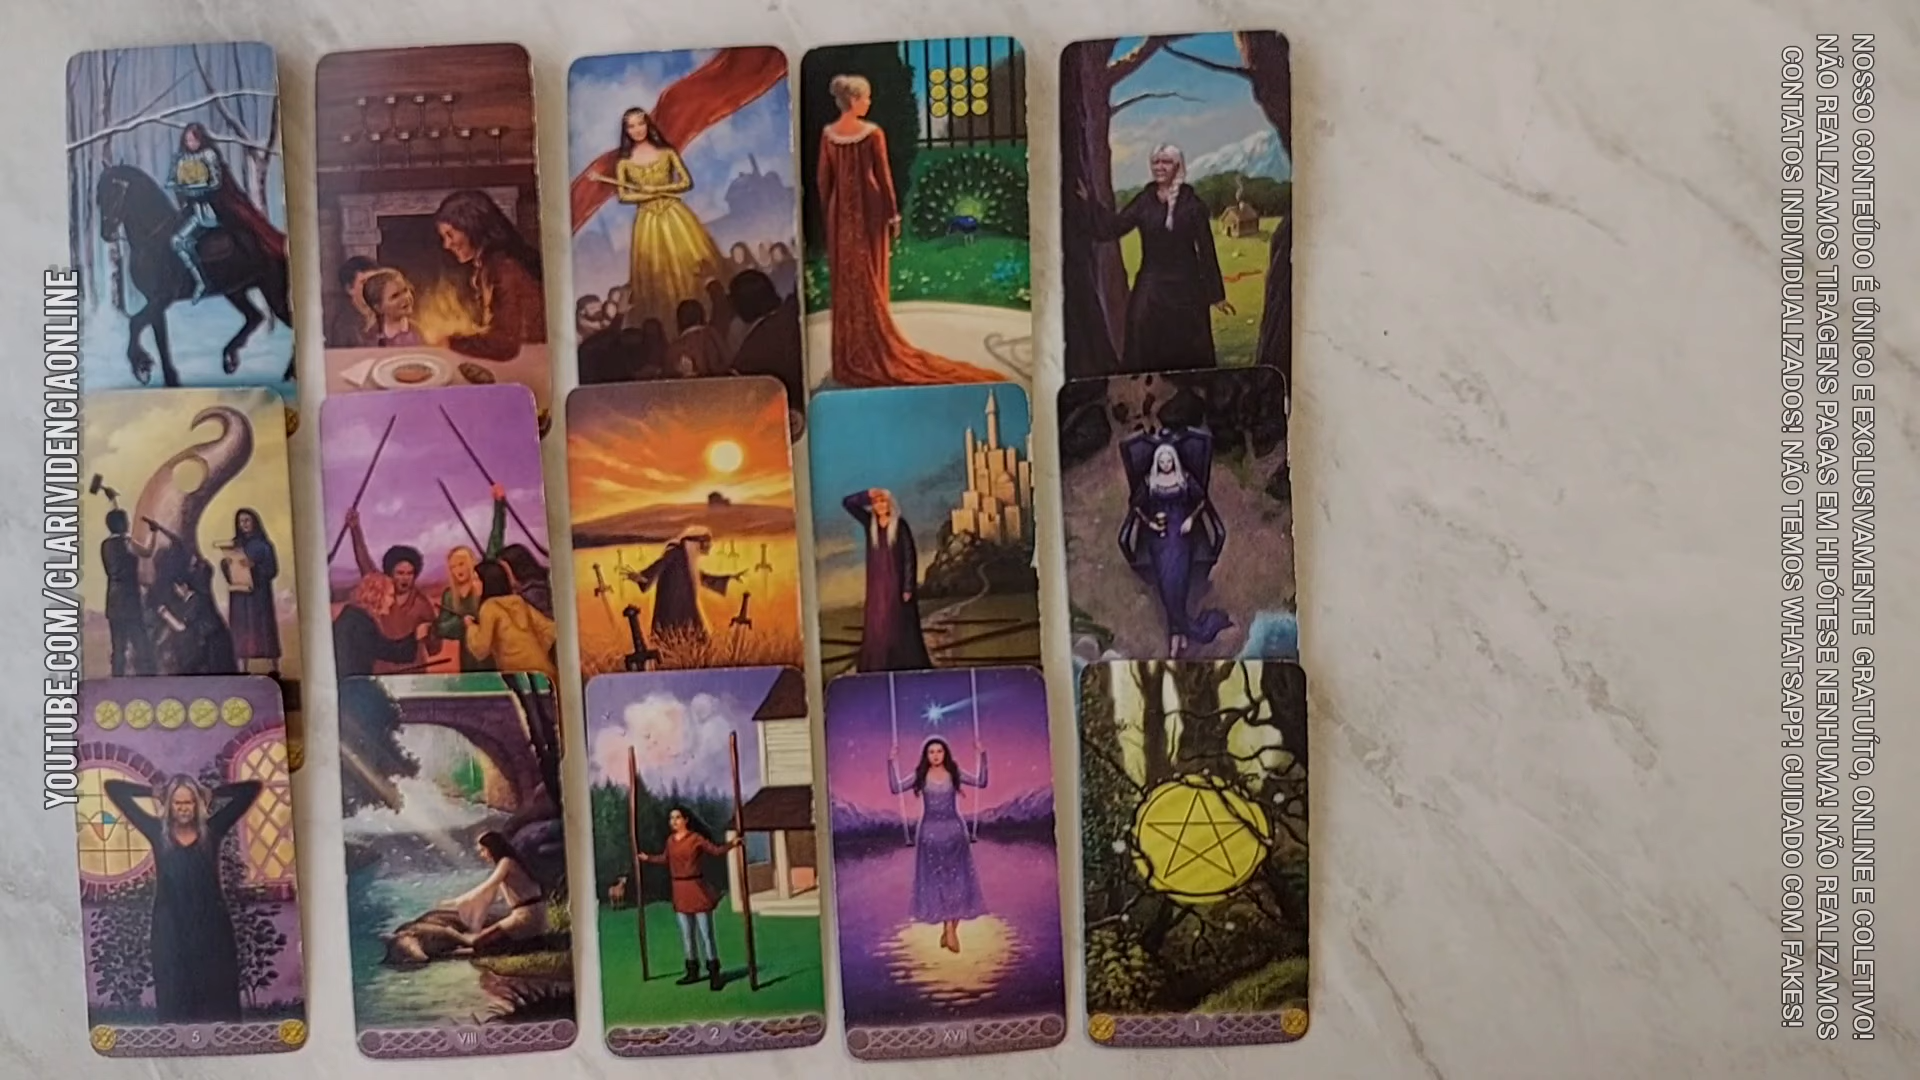 YOUTUBE.COM/CLARIVIDENCIAONLINE
NOSSO CONTEÚDO É ÚNICO E EXCLUSIVAMENTE GRATUÍTO, ONLINE E COLETIVO!
NÃO REALIZAMOS TIRAGENS PAGAS EM HIPÓTESE NENHUMA! NÃO REALIZAMOS
CONTATOS INDIVIDUALIZADOS! NÃO TEMOS WHATSAPP! CUIDADO COM FAKES!
5
VIII
2
XVII
1